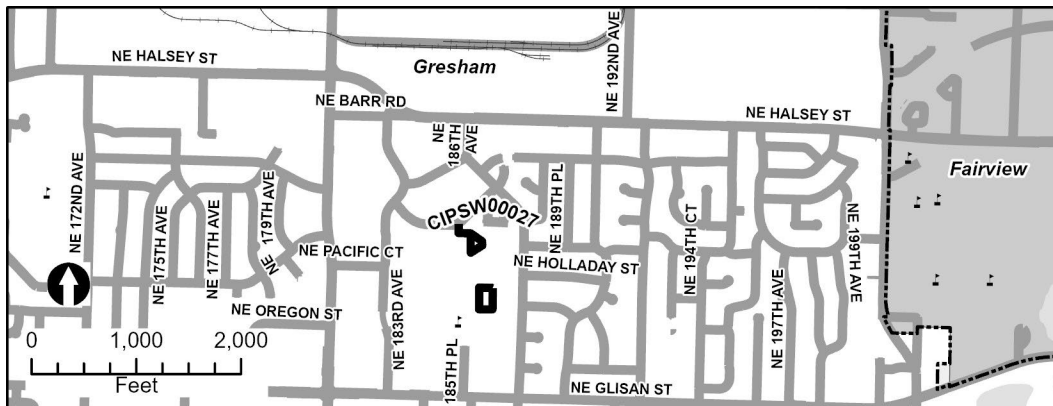 NE HALSEY ST
Gresham
NE 192ND AVE
NE BARR RD
NE HALSEY ST
NE 186TH AVE
Fairview
NE 172ND AVE
NE 175TH AVE
NE 177TH AVE
NE 179TH AVE
CIPSW00027
NE 189TH PL
NE 194TH CT
NE 199TH AVE
NE PACIFIC CT
NE HOLLADAY ST
NE 183RD AVE
NE 197TH AVE
NE OREGON ST
185TH PL
NE GLISAN ST
0 1,000 2,000
Feet